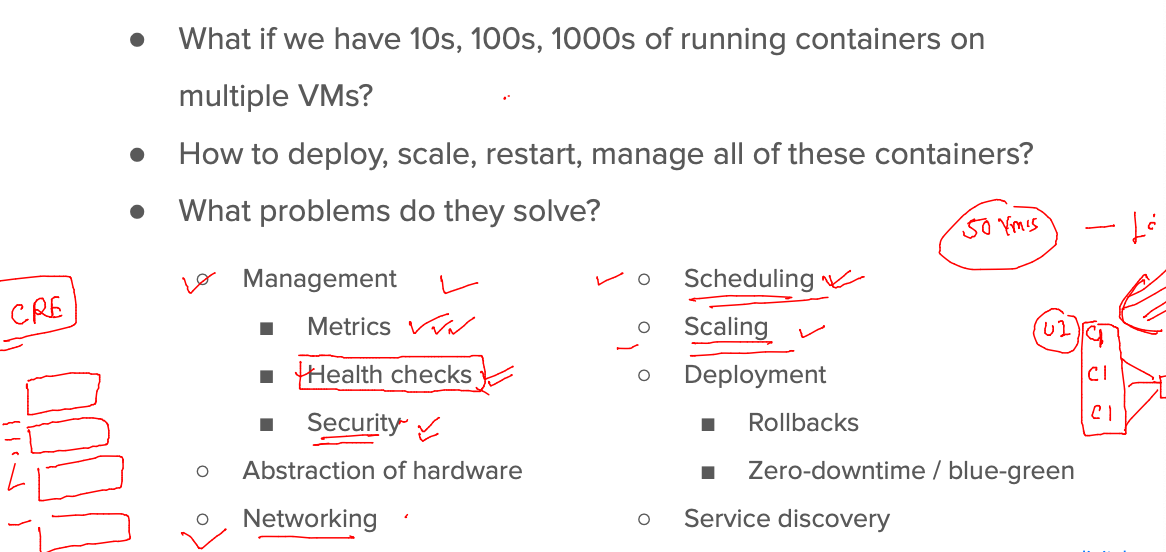 ● What if we have 10s, 100s, 1000s of running containers on
multiple VMs?
● How to deploy, scale, restart, manage all of these containers?
● What problems do they solve?
○ Management
■ Metrics
■ Health checks
■ Security
○ Abstraction of hardware
○ Networking
○ Scheduling
○ Scaling
○ Deployment
■ Rollbacks
■ Zero-downtime / blue-green
○ Service discovery
CRE
50 VMs
C1
C1
C1